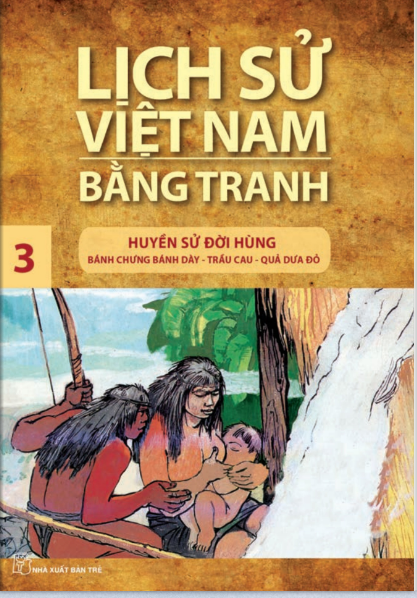 LỊCH SỬ
VIỆT NAM
BẰNG TRANH
3
HUYỀN SỬ ĐỜI HÙNG
BÁNH CHƯNG BÁNH DÀY - TRẦU CAU - QUẢ DƯA ĐỎ
NHÀ XUẤT BẢN TRẺ